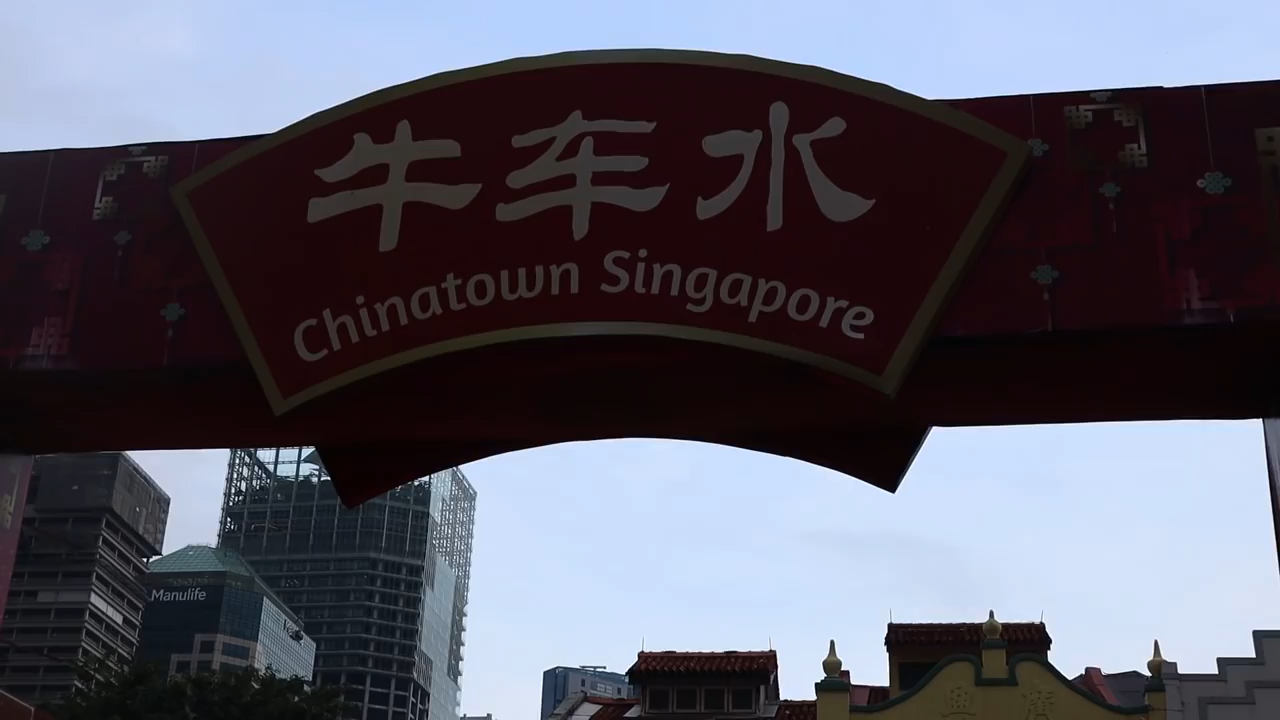 牛车水
Chinatown Singapore
Manulife